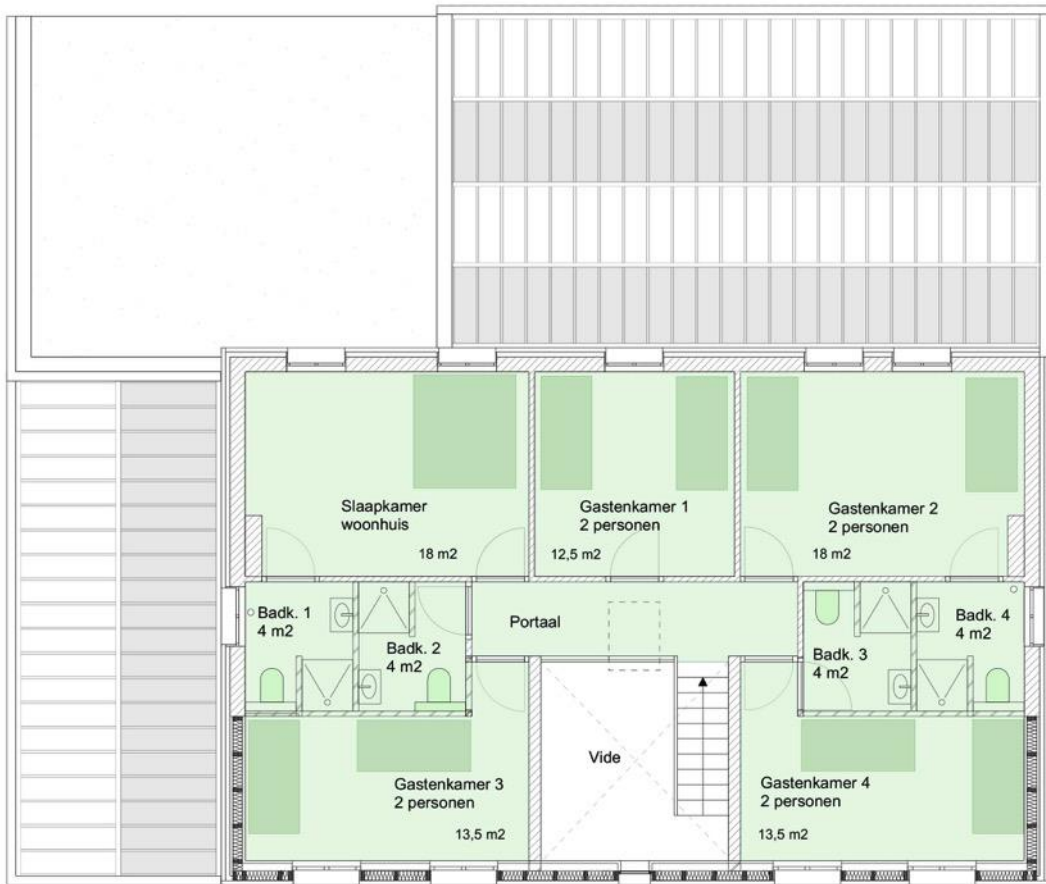 Slaapkamer
woonhuis
18 m2
Gastenkamer 1
2 personen
12,5 m2
Gastenkamer 2
2 personen
18 m2
Badk. 1
4 m2
Badk. 2
4 m2
Portaal
Badk. 3
4 m2
Badk. 4
4 m2
Gastenkamer 3
2 personen
13,5 m2
Vide
Gastenkamer 4
2 personen
13,5 m2